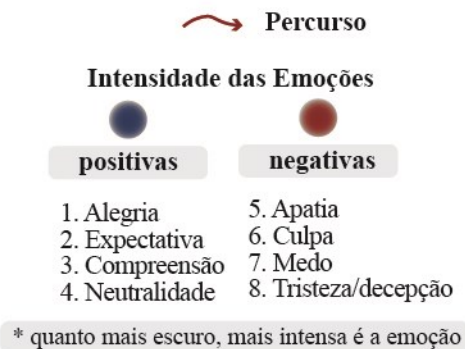 Percurso
Intensidade das Emoções
positivas
negativas
1. Alegria
2. Expectativa
3. Compreensão
4. Neutralidade
5. Apatia
6. Culpa
7. Medo
8. Tristeza/decepção
* quanto mais escuro, mais intensa é a emoção